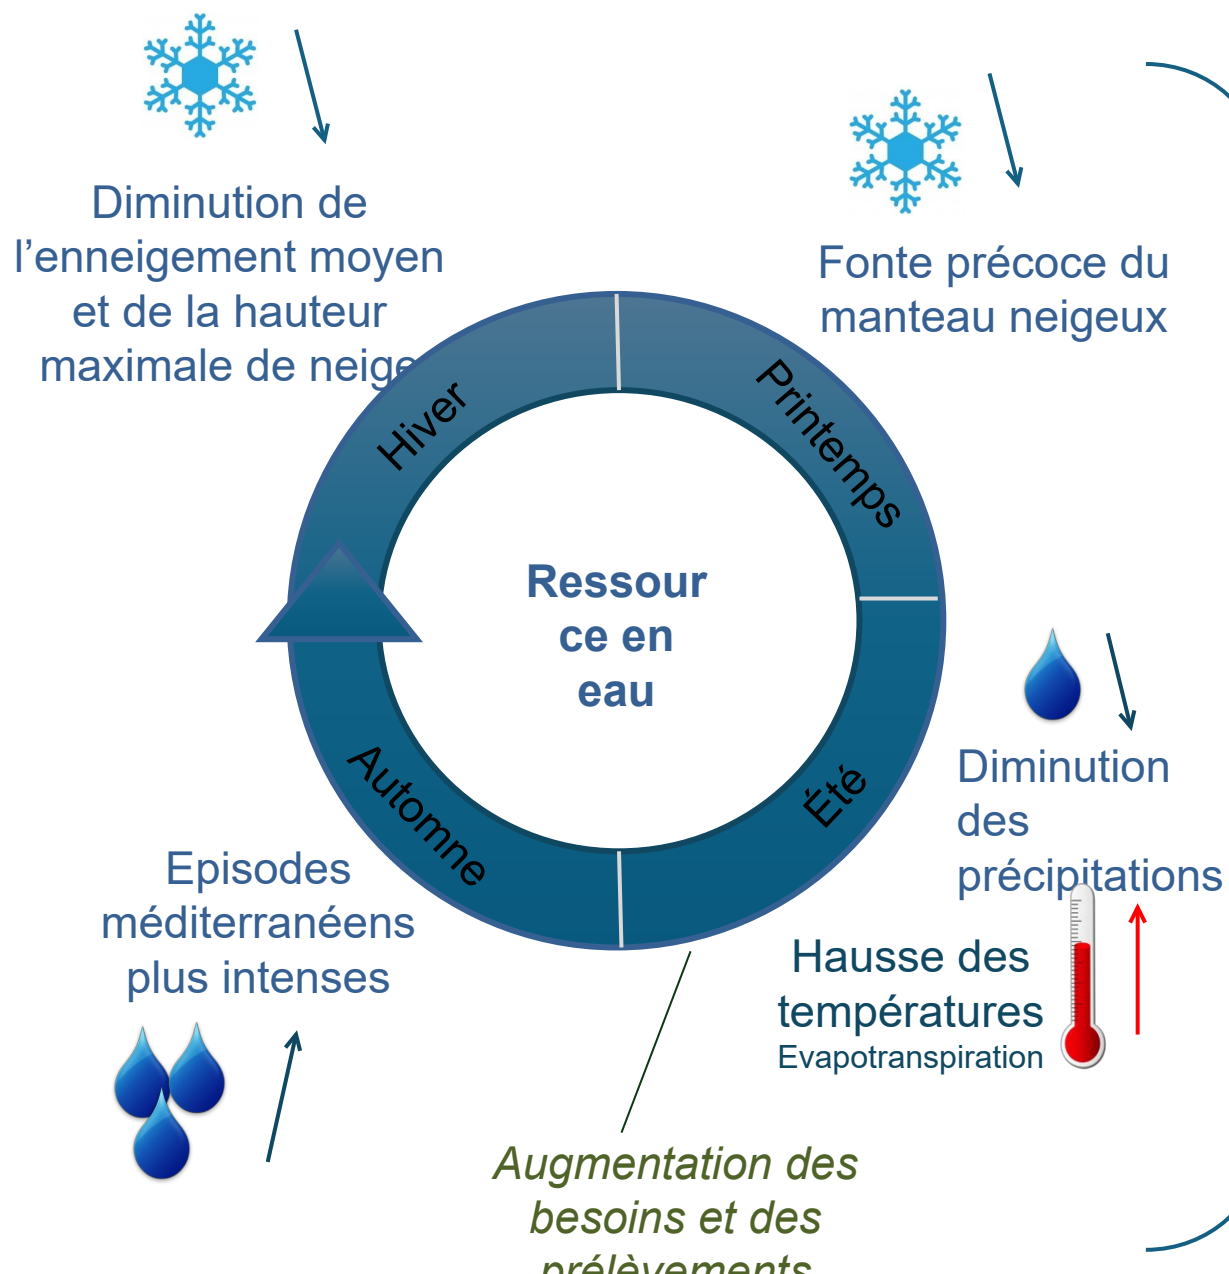 Diminution de
l’enneigement moyen
et de la hauteur
maximale de neige
Fonte précoce du
manteau neigeux
Hiver
Printemps
Ressour
ce en
eau
Automne
Été
Diminution
des
précipitations
Episodes
méditerranéens
plus intenses
Hausse des
températures
Evapotranspiration
Augmentation des
besoins et des
prélèvements